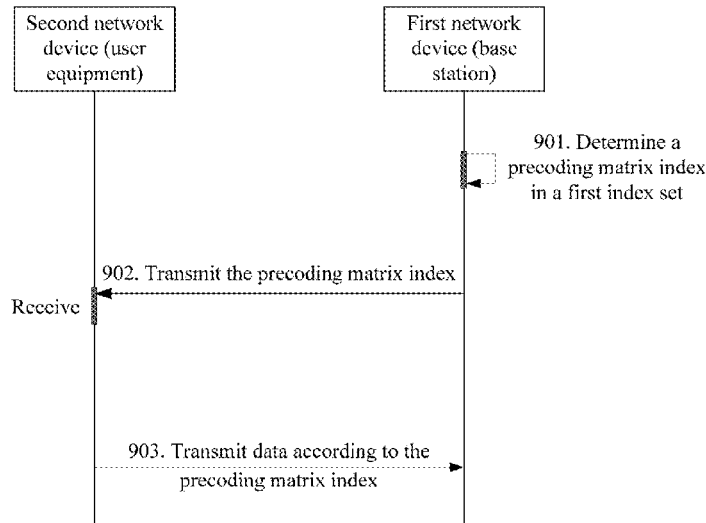 Second network
device (user
equipment)
First network
device (base
station)
901. Determine a
precoding matrix index
in a first index set
902. Transmit the precoding matrix index
Receive
903. Transmit data according to the
precoding matrix index